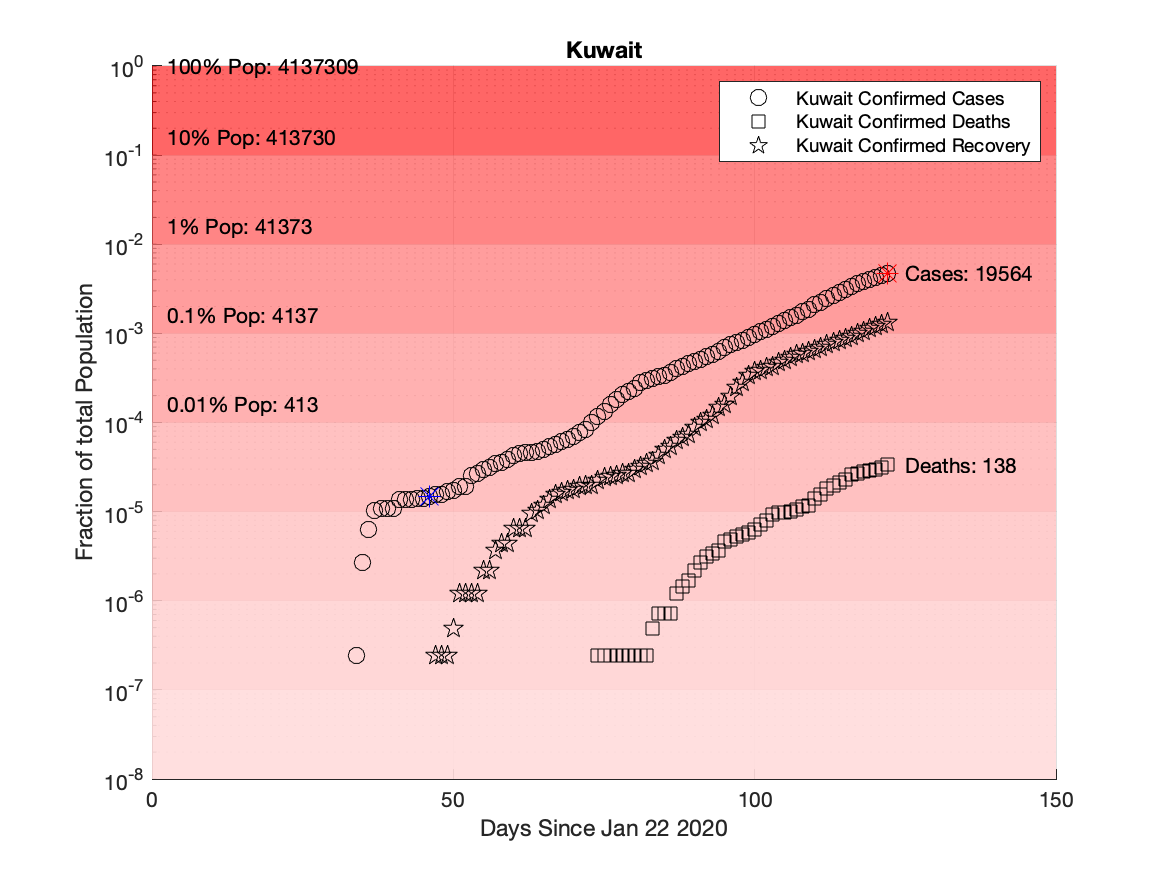 Kuwait
10^0
100% Pop: 4137309
Kuwait Confirmed Cases
Kuwait Confirmed Deaths
Kuwait Confirmed Recovery
10% Pop: 413730
10^-1
1% Pop: 41373
10^-2
Cases: 19564
0.1% Pop: 4137
10^-3
0.01% Pop: 413
10^-4
Deaths: 138
10^-5
10^-6
10^-7
10^-8
Fraction of total Population
0 50 100 150
Days Since Jan 22 2020